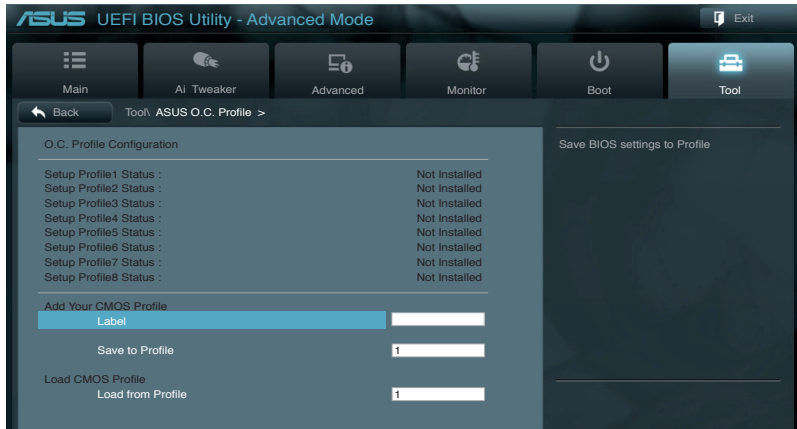 ASUS UEFI BIOS Utility - Advanced Mode
Exit
Main
Ai Tweaker
Advanced
Monitor
Boot
Tool
Back
Tool\ ASUS O.C. Profile >
O.C. Profile Configuration
Save BIOS settings to Profile
Setup Profile1 Status : Not Installed
Setup Profile2 Status : Not Installed
Setup Profile3 Status : Not Installed
Setup Profile4 Status : Not Installed
Setup Profile5 Status : Not Installed
Setup Profile6 Status : Not Installed
Setup Profile7 Status : Not Installed
Setup Profile8 Status : Not Installed
Add Your CMOS Profile
Label
Save to Profile 1
Load CMOS Profile
Load from Profile 1